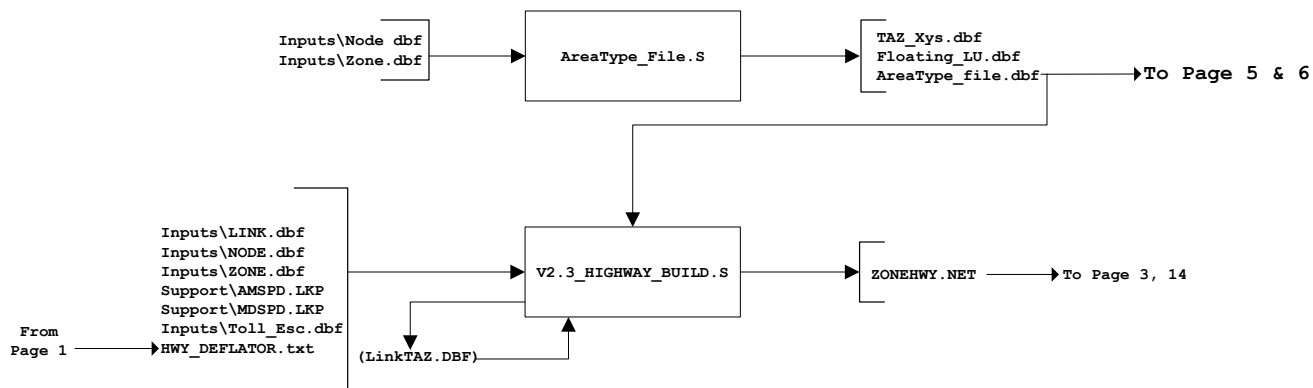 Inputs\Node dbf
Inputs\Zone.dbf
AreaType_File.S
TAZ_Xys.dbf
Floating_LU.dbf
AreaType_file.dbf
To Page 5 & 6
Inputs\LINK.dbf
Inputs\NODE.dbf
Inputs\ZONE.dbf
Support\AMSPD.LKP
Support\MDSPD.LKP
Inputs\Toll_Esc.dbf
HWY_DEFLATOR.txt
From
Page 1
V2.3_HIGHWAY_BUILD.S
(LinkTAZ.DBF)
ZONEHWY.NET
To Page 3, 14